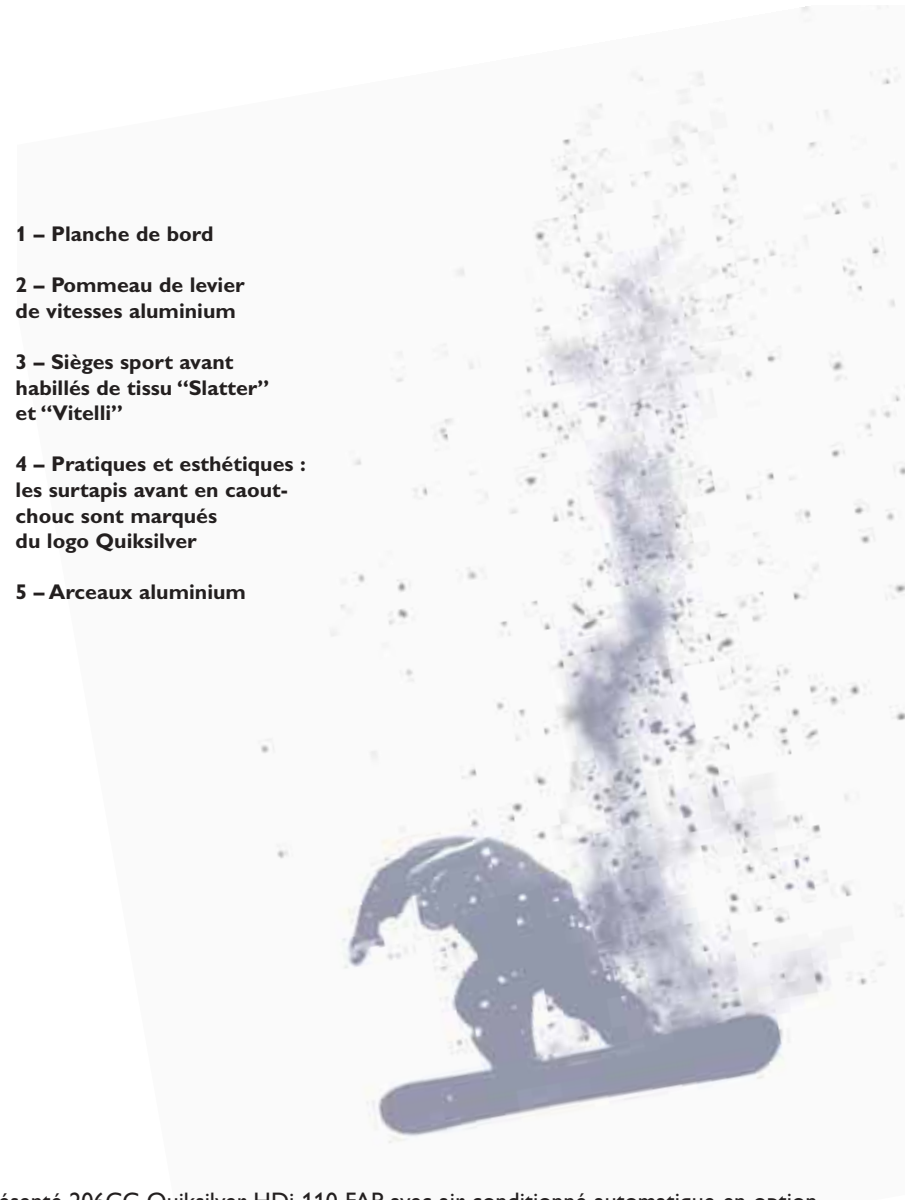 1 – Planche de bord
2 – Pommeau de levier
de vitesses aluminium
3 – Sièges sport avant
habillés de tissu “Slatter”
et “Vitelli”
4 – Pratiques et esthétiques :
les surtapis avant en caout-
chouc sont marqués
du logo Quiksilver
5 – Arceaux aluminium
206CC Quiksilver HDi 110 FAP avec air conditionné automatique en option